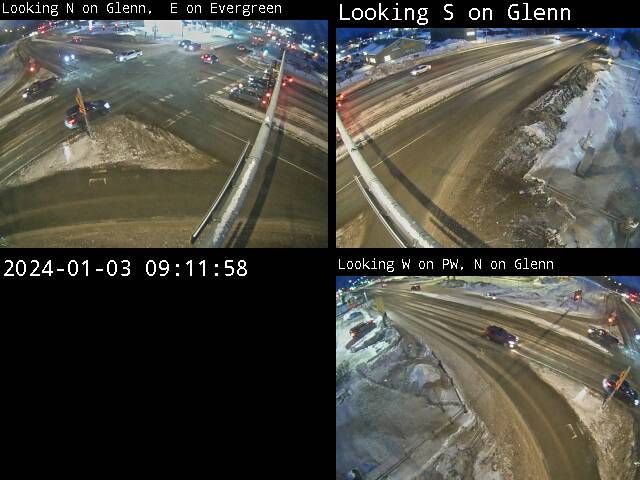 Looking N on Glenn,  E on Evergreen
Looking S on Glenn
2024-01-03 09:11:58
Looking W on PW, N on Glenn